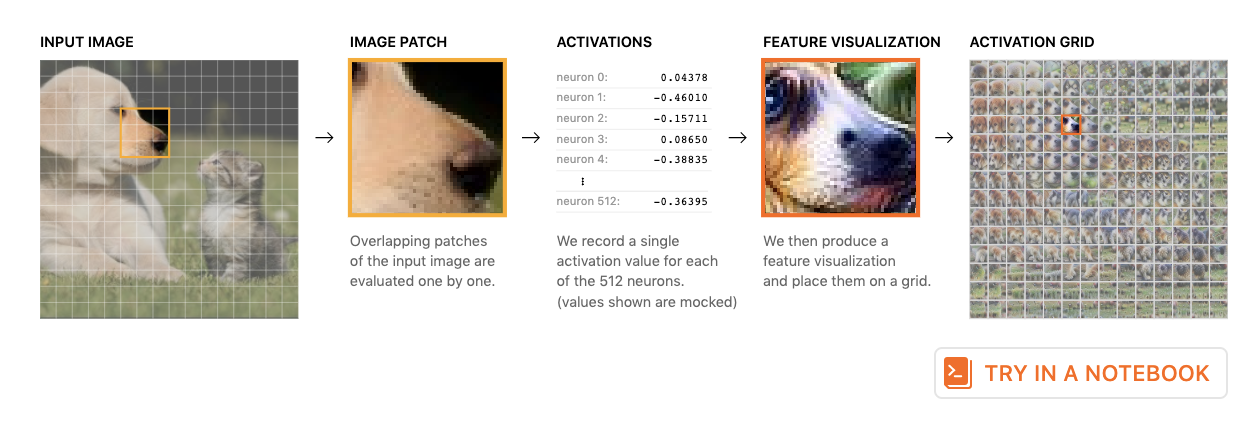 INPUT IMAGE
IMAGE PATCH
ACTIVATIONS
FEATURE VISUALIZATION
ACTIVATION GRID
neuron 0: 0.04378
neuron 1: -0.46010
neuron 2: -0.15711
neuron 3: 0.08650
neuron 4: -0.38835
⋮
neuron 512: -0.36395
Overlapping patches
of the input image are
evaluated one by one.
We record a single
activation value for each
of the 512 neurons.
(values shown are mocked)
We then produce a
feature visualization
and place them on a grid.
TRY IN A NOTEBOOK